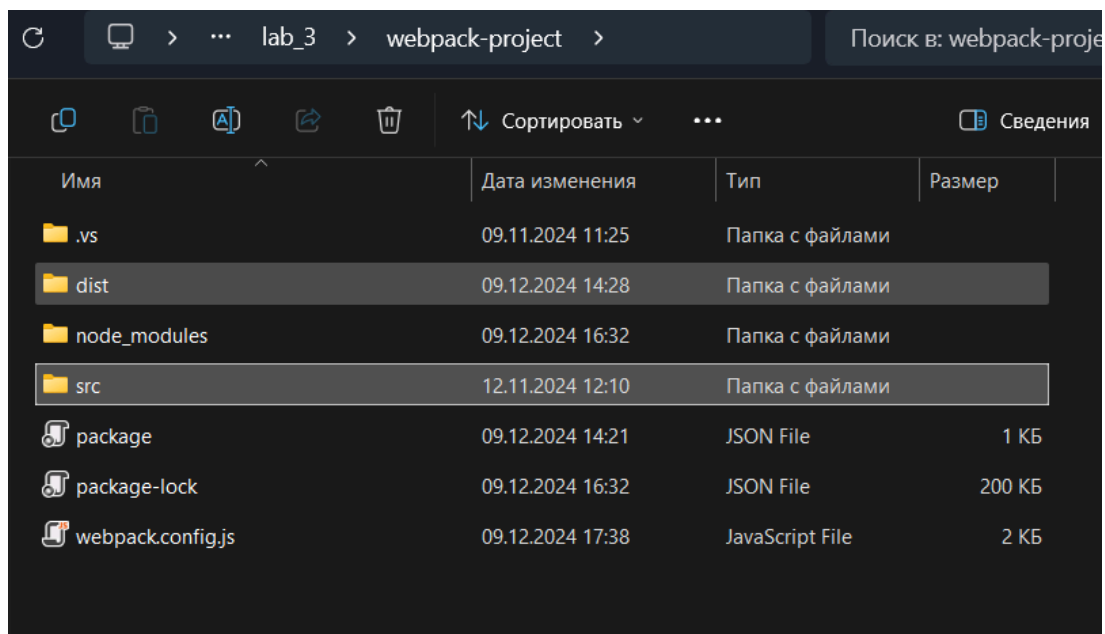 ··· lab_3 > webpack-project > Поиск в: webpack-proje
Сортировать ··· Сведения
Имя Дата изменения Тип Размер
.vs 09.11.2024 11:25 Папка с файлами
dist 09.12.2024 14:28 Папка с файлами
node_modules 09.12.2024 16:32 Папка с файлами
src 12.11.2024 12:10 Папка с файлами
package 09.12.2024 14:21 JSON File 1 КБ
package-lock 09.12.2024 16:32 JSON File 200 КБ
webpack.config.js 09.12.2024 17:38 JavaScript File 2 КБ